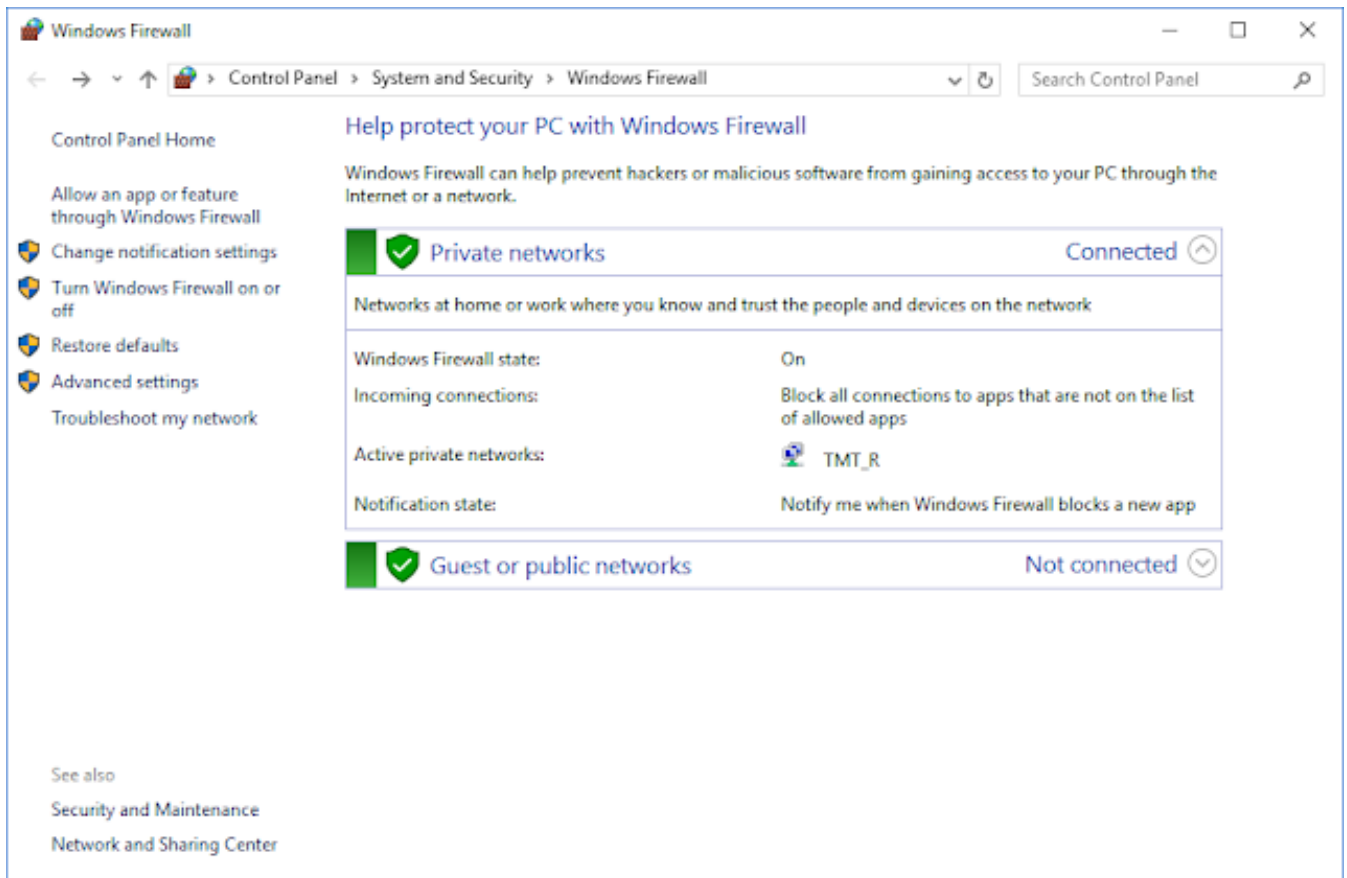 Windows Firewall
Control Panel > System and Security > Windows Firewall
Search Control Panel
Control Panel Home
Allow an app or feature
through Windows Firewall
Change notification settings
Turn Windows Firewall on or
off
Restore defaults
Advanced settings
Troubleshoot my network
See also
Security and Maintenance
Network and Sharing Center
Help protect your PC with Windows Firewall
Windows Firewall can help prevent hackers or malicious software from gaining access to your PC through the
Internet or a network.
Private networks Connected
Networks at home or work where you know and trust the people and devices on the network
Windows Firewall state: On
Incoming connections: Block all connections to apps that are not on the list
of allowed apps
Active private networks: TMT_R
Notification state: Notify me when Windows Firewall blocks a new app
Guest or public networks Not connected